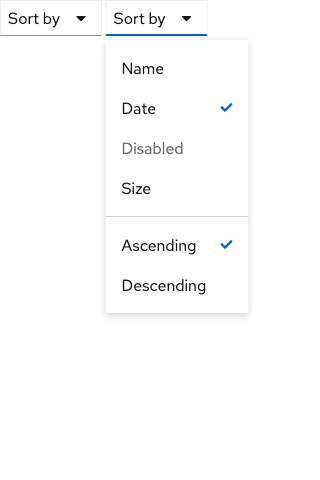 Sort by
Sort by
Name
Date
Disabled
Size
Ascending
Descending